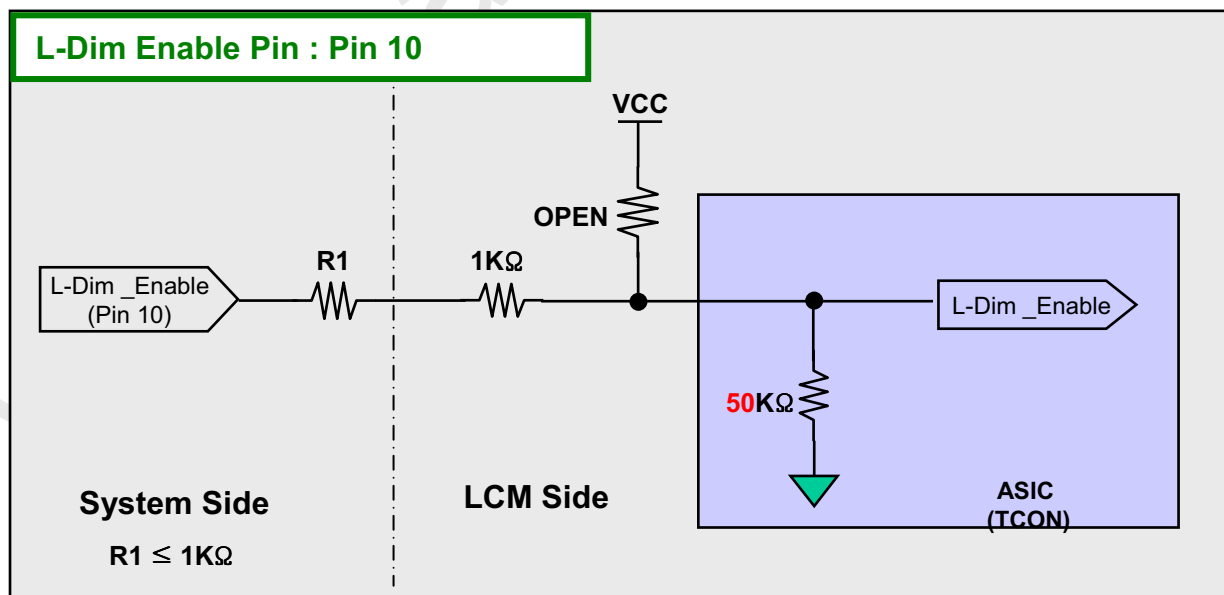 L-Dim Enable Pin : Pin 10
VCC
OPEN
R1
1KΩ
L-Dim _Enable
(Pin 10)
L-Dim _Enable
50KΩ
System Side
LCM Side
ASIC
(TCON)
R1 ≤ 1KΩ